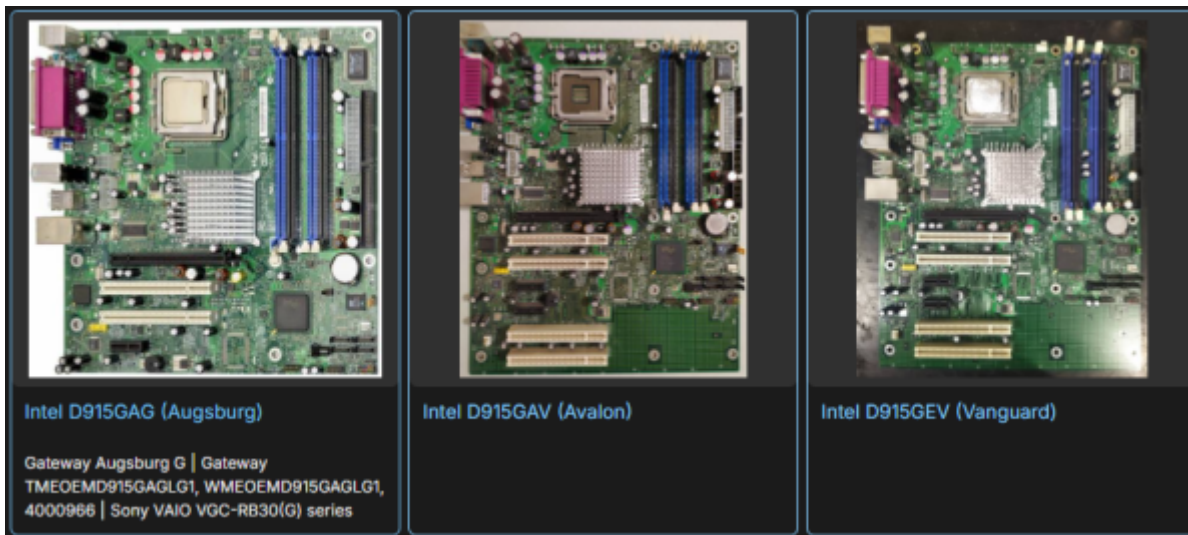 Intel D915GAG (Augsburg)
Gateway Augsburg G | Gateway
TMEOEMD915GAGLG1, WMEOEMD915GAGLG1,
4000966 | Sony VAIO VGC-RB30(G) series
Intel D915GAV (Avalon)
Intel D915GEV (Vanguard)